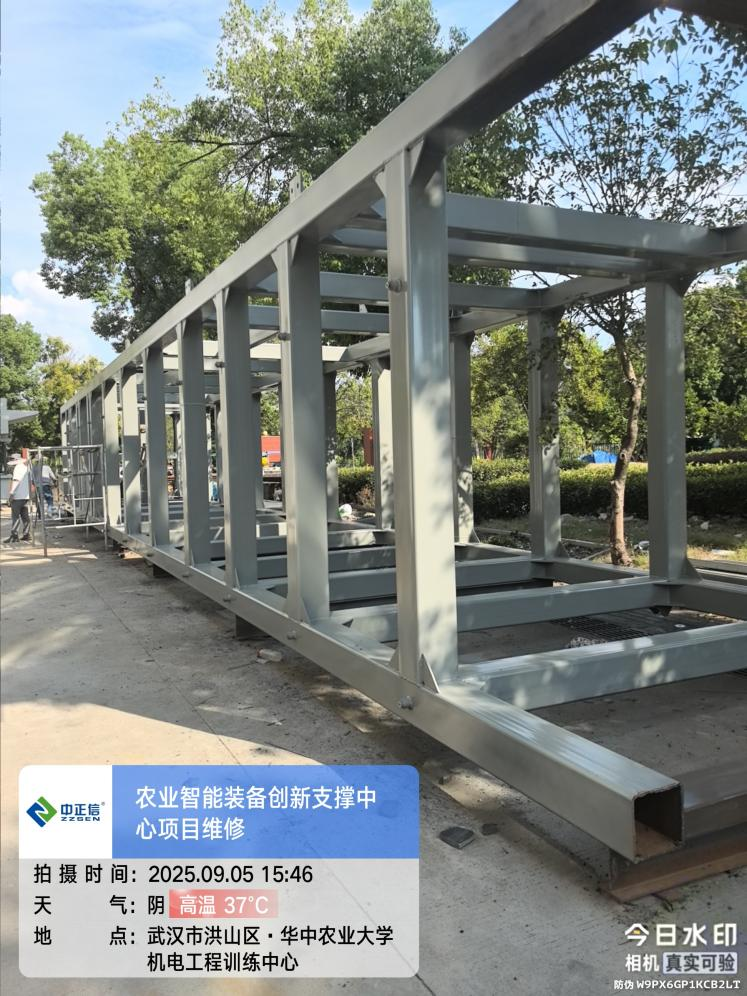 中正信
ZZSEN
农业智能装备创新支撑中
心项目维修
拍摄时间：2025.09.05 15:46
天气：阴 高温 37°C
地点：武汉市洪山区·华中农业大学
机电工程训练中心
今日水印
相机 真实可验
防伪 W9PX6GP1KCB2LT